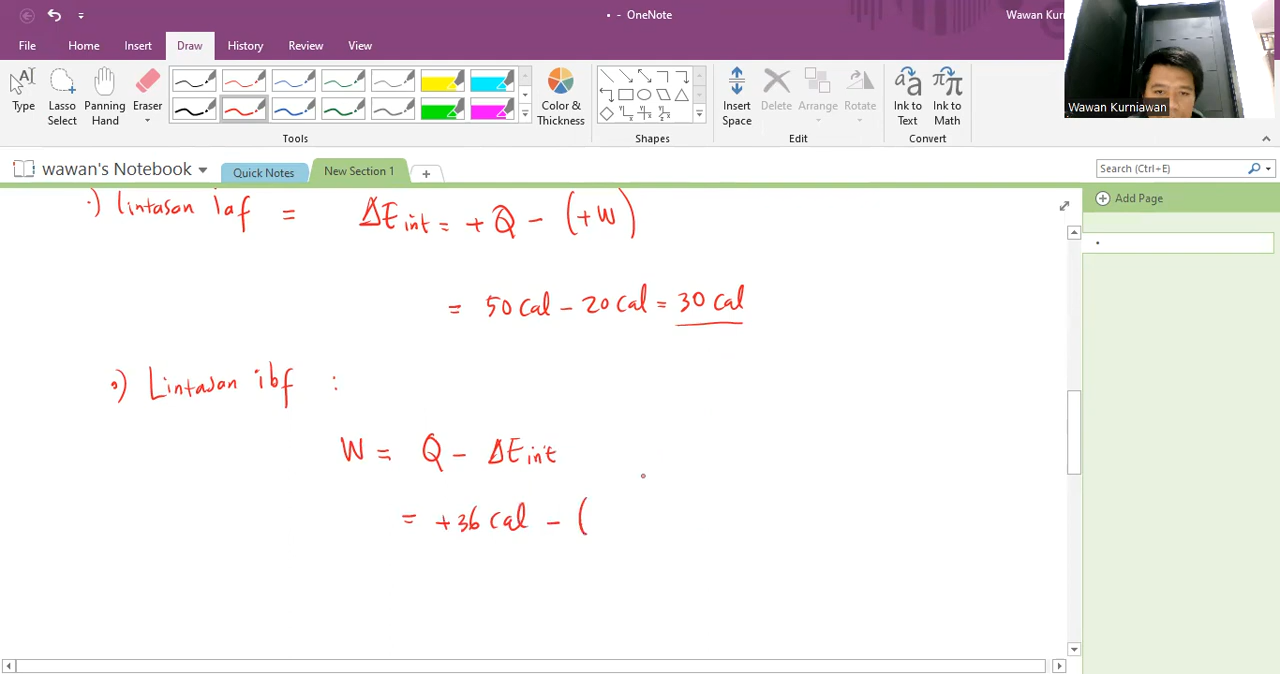 • - OneNote
Wawan Kur
File Home Insert Draw History Review View
Type
Lasso Select
Panning Hand
Eraser
Color & Thickness
Insert Space
Delete
Arrange
Rotate
Ink to Text
Ink to Math
Tools
Shapes
Edit
Convert
Wawan Kurniawan
wawan's Notebook
Quick Notes
New Section 1
Search (Ctrl+E)
Add Page
•) lintasan iaf = ΔE int = + Q - (+W)
= 50 Cal - 20 Cal = 30 Cal
•) Lintasan ibf :
W = Q - ΔE int
= +36 Cal - (